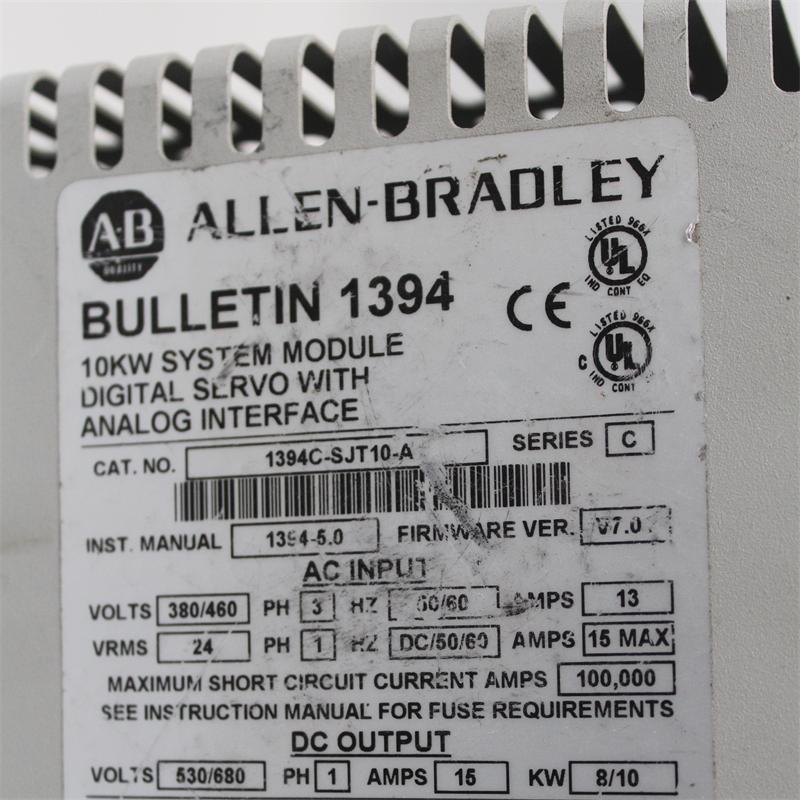 A-B
QUALITY
ALLEN-BRADLEY
LISTED 966X
UL
IND CONT EQ
BULLETIN 1394
CE
10KW SYSTEM MODULE
LISTED 966X
C UL
IND CONT EQ
DIGITAL SERVO WITH
ANALOG INTERFACE
CAT. NO. 1394C-SJT10-A SERIES C
INST. MANUAL 1394-5.0 FIRMWARE VER.
AC INPUT
VOLTS 380/460 PH 3 HZ 50/60 AMPS 13
VRMS 24 PH 1 HZ DC/50/60 AMPS 15 MAX
MAXIMUM SHORT CIRCUIT CURRENT AMPS 100,000
SEE INSTRUCTION MANUAL FOR FUSE REQUIREMENTS
DC OUTPUT
VOLTS 530/680 PH 1 AMPS 15 KW 8/10